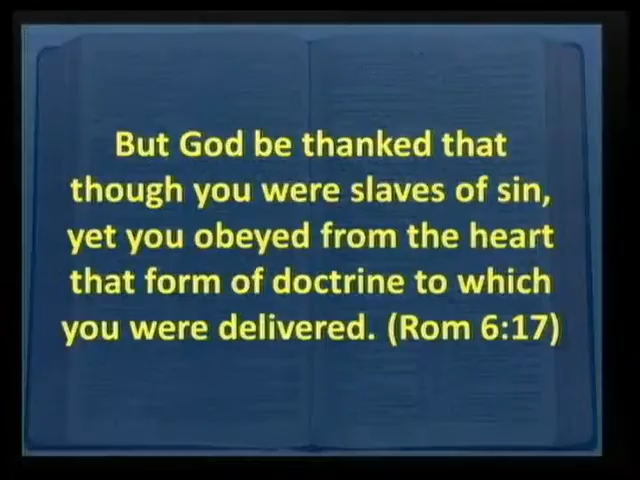 But God be thanked that
though you were slaves of sin,
yet you obeyed from the heart
that form of doctrine to which
you were delivered. (Rom 6:17)